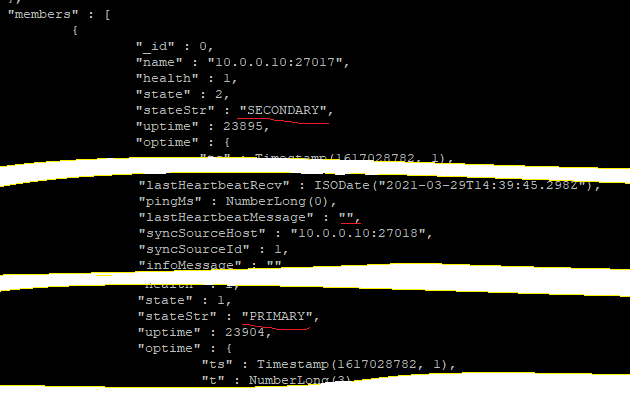 "members" : [
{
"_id" : 0,
"name" : "10.0.0.10:27017",
"health" : 1,
"state" : 2,
"stateStr" : "SECONDARY",
"uptime" : 23895,
"optime" : {
"ts" : Timestamp(1617028782, 1),
"lastHeartbeatRecv" : ISODate("2021-03-29T14:39:45.298Z"),
"pingMs" : NumberLong(0),
"lastHeartbeatMessage" : "",
"syncSourceHost" : "10.0.0.10:27018",
"syncSourceId" : 1,
"infoMessage" : ""
"health" : 1,
"state" : 1,
"stateStr" : "PRIMARY",
"uptime" : 23904,
"optime" : {
"ts" : Timestamp(1617028782, 1),
"t" : NumberLong(3)